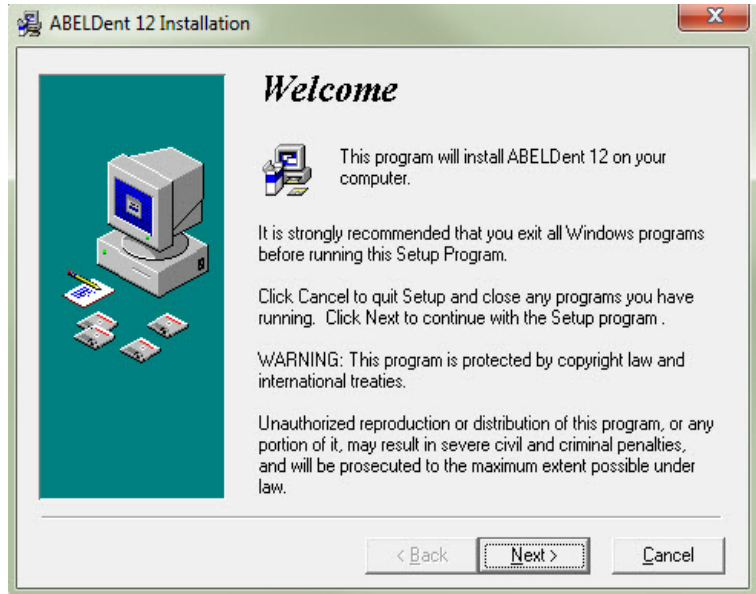 ABELDent 12 Installation
Welcome
This program will install ABELDent 12 on your
computer.
It is strongly recommended that you exit all Windows programs
before running this Setup Program.
Click Cancel to quit Setup and close any programs you have
running.  Click Next to continue with the Setup program .
WARNING: This program is protected by copyright law and
international treaties.
Unauthorized reproduction or distribution of this program, or any
portion of it, may result in severe civil and criminal penalties,
and will be prosecuted to the maximum extent possible under
law.
< Back Next > Cancel